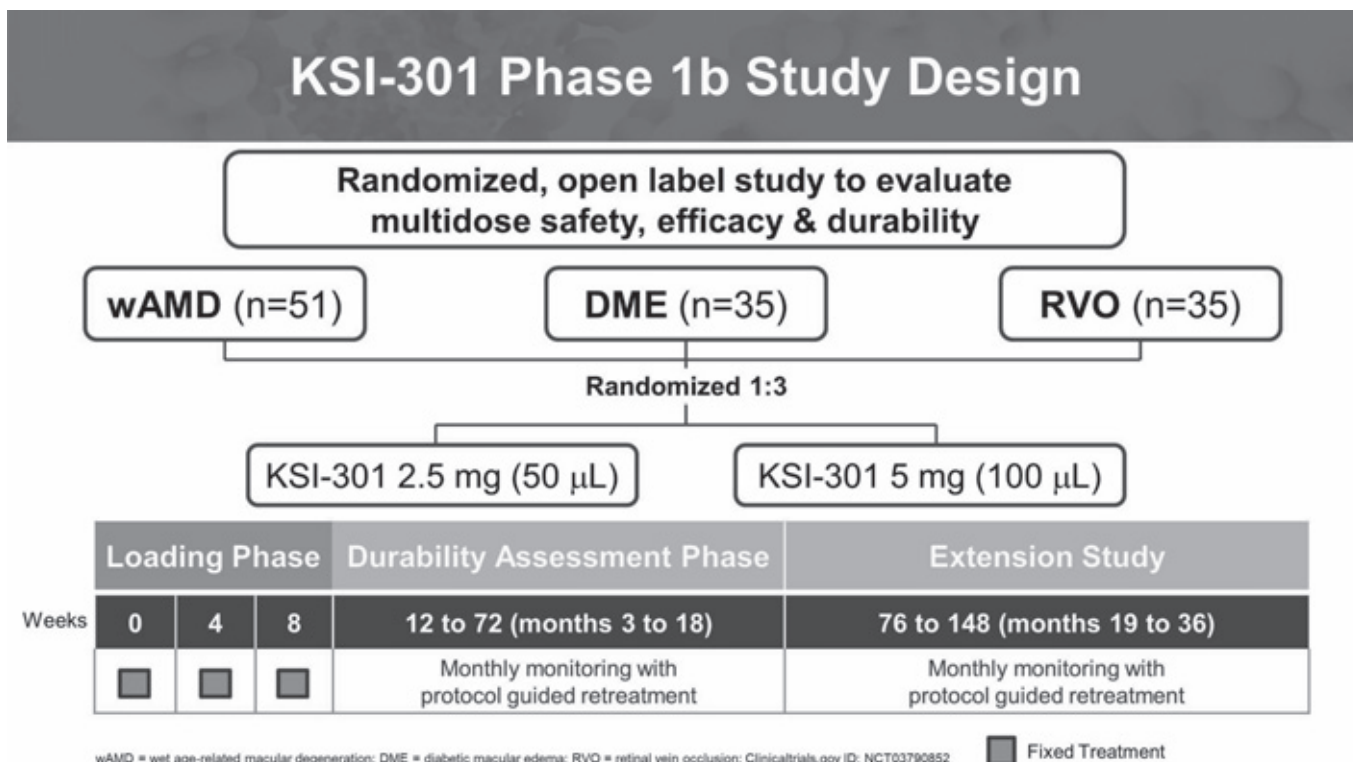 KSI-301 Phase 1b Study Design
Randomized, open label study to evaluate
multidose safety, efficacy & durability
wAMD (n=51)
DME (n=35)
RVO (n=35)
Randomized 1:3
KSI-301 2.5 mg (50 μL)
KSI-301 5 mg (100 μL)
Loading Phase
Durability Assessment Phase
Extension Study
Weeks
0
4
8
12 to 72 (months 3 to 18)
76 to 148 (months 19 to 36)
Monthly monitoring with
protocol guided retreatment
Monthly monitoring with
protocol guided retreatment
wAMD = wet age-related macular degeneration; DME = diabetic macular edema; RVO = retinal vein occlusion; Clinicaltrials.gov ID: NCT03790852
Fixed Treatment